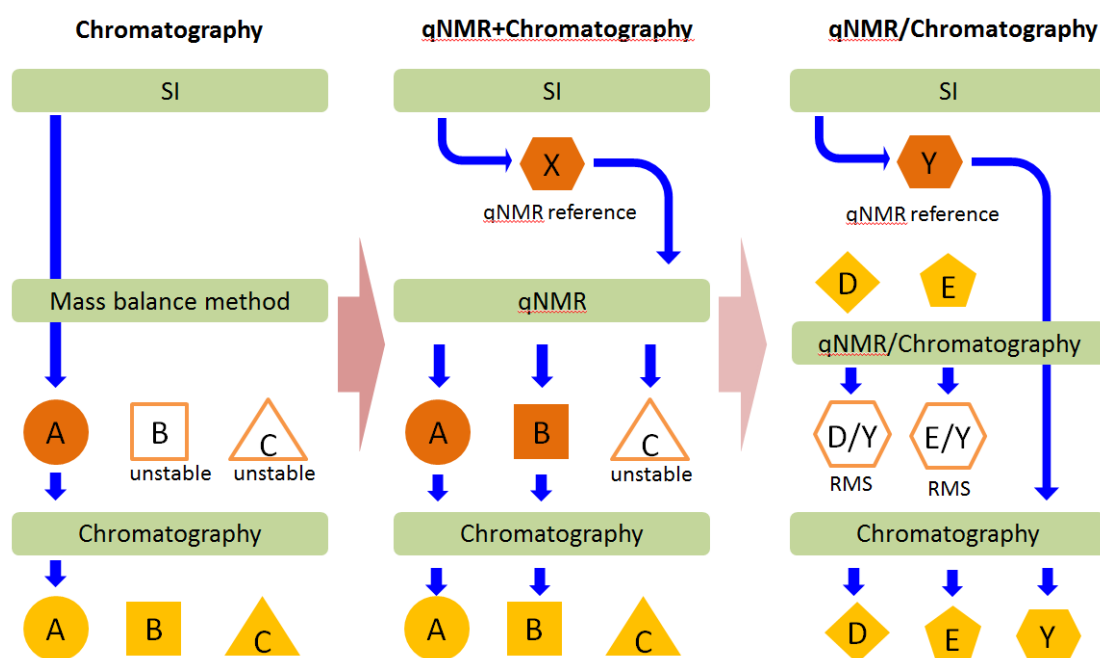 Chromatography
SI
Mass balance method
A
B
C
unstable
unstable
Chromatography
A
B
C
qNMR+Chromatography
SI
X
qNMR reference
qNMR
A
B
C
unstable
Chromatography
A
B
C
qNMR/Chromatography
SI
Y
qNMR reference
D
E
qNMR/Chromatography
D/Y
E/Y
RMS
RMS
Chromatography
D
E
Y